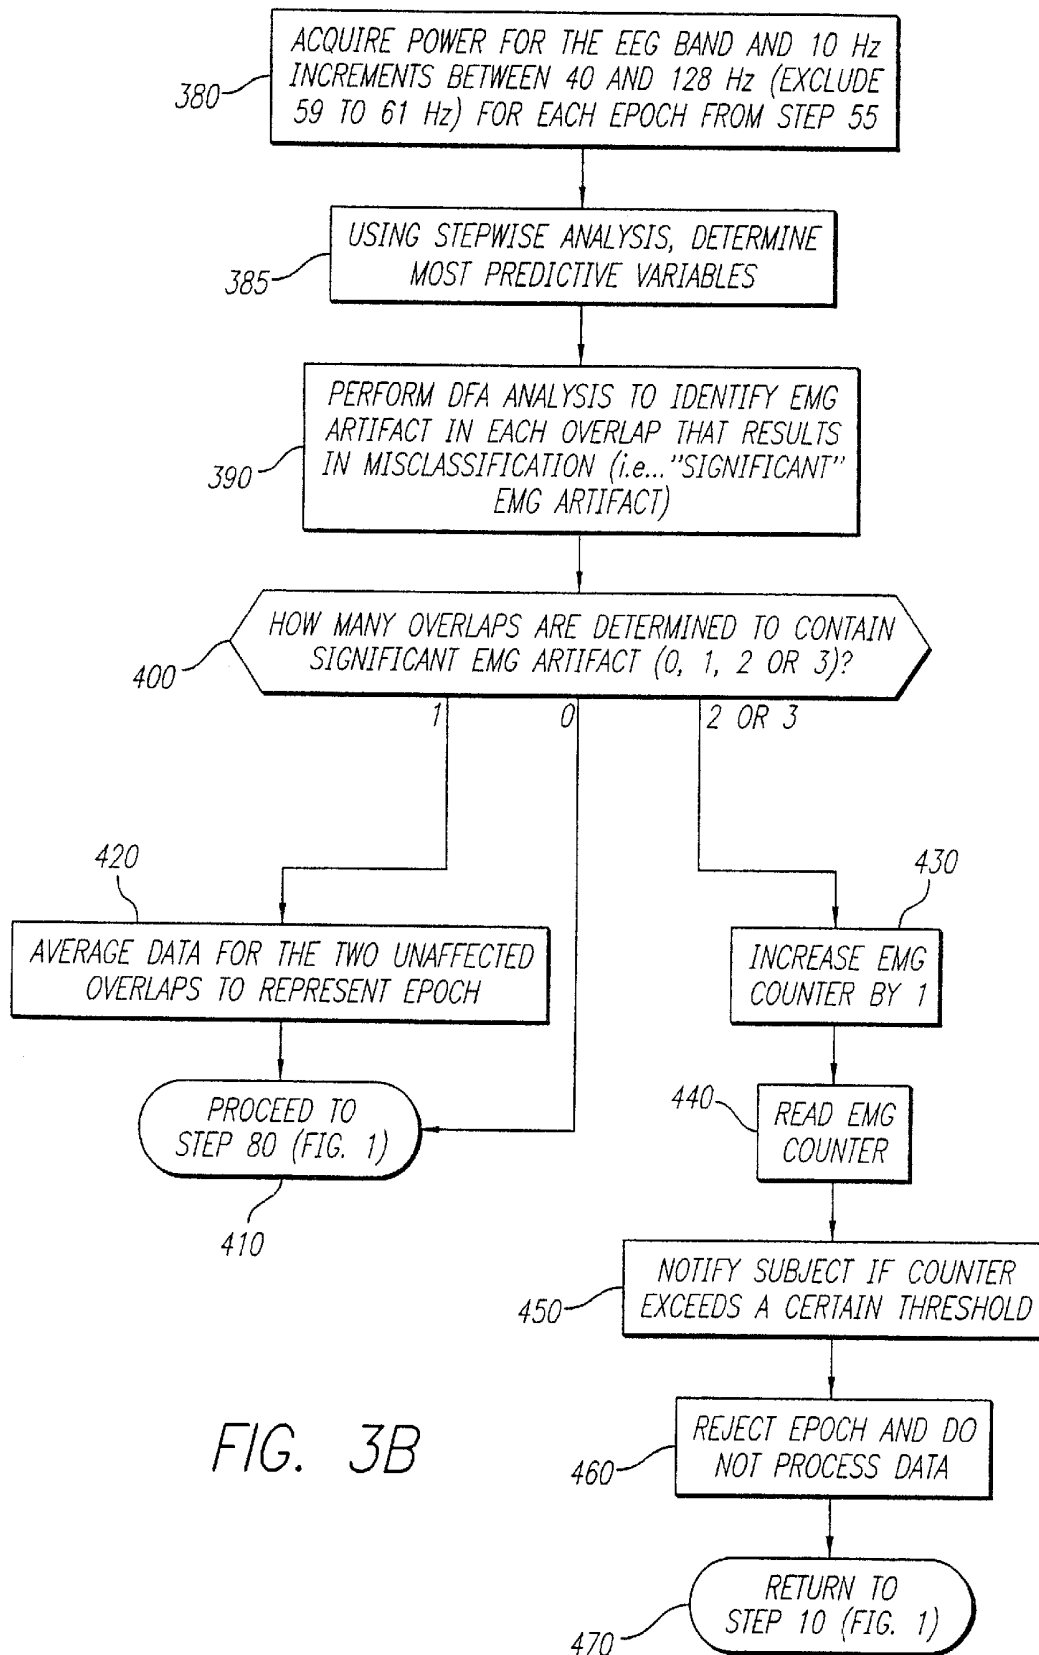 ACQUIRE POWER FOR THE EEG BAND AND 10 Hz
INCREMENTS BETWEEN 40 AND 128 Hz (EXCLUDE
59 TO 61 Hz) FOR EACH EPOCH FROM STEP 55
380
USING STEPWISE ANALYSIS, DETERMINE
MOST PREDICTIVE VARIABLES
385
PERFORM DFA ANALYSIS TO IDENTIFY EMG
ARTIFACT IN EACH OVERLAP THAT RESULTS
IN MISCLASSIFICATION (i.e..."SIGNIFICANT"
EMG ARTIFACT)
390
HOW MANY OVERLAPS ARE DETERMINED TO CONTAIN
SIGNIFICANT EMG ARTIFACT (0, 1, 2 OR 3)?
400
1
0
2 OR 3
420
AVERAGE DATA FOR THE TWO UNAFFECTED
OVERLAPS TO REPRESENT EPOCH
PROCEED TO
STEP 80 (FIG. 1)
410
430
INCREASE EMG
COUNTER BY 1
440
READ EMG
COUNTER
NOTIFY SUBJECT IF COUNTER
EXCEEDS A CERTAIN THRESHOLD
450
REJECT EPOCH AND DO
NOT PROCESS DATA
460
RETURN TO
STEP 10 (FIG. 1)
470
FIG. 3B